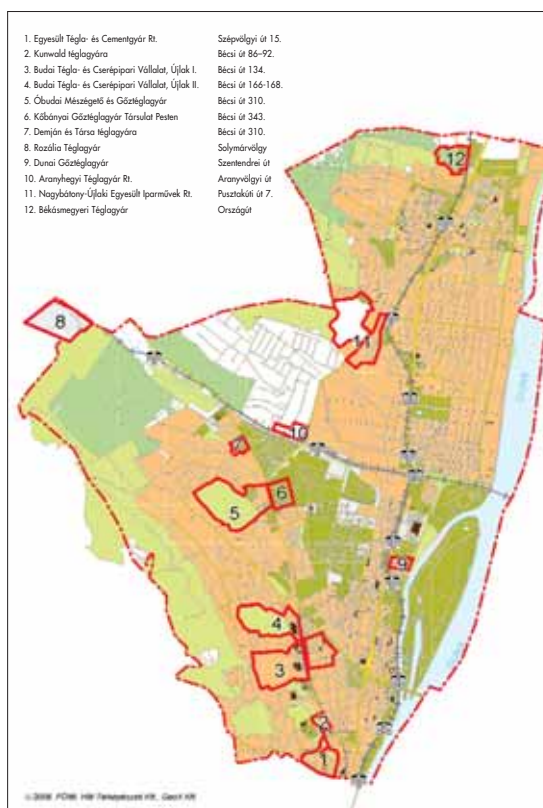 1. Egyesült Tégla- és Cementgyár Rt. Szépvölgyi út 15.
2. Kunwald téglagyára Bécsi út 86–92.
3. Budai Tégla- és Cserépipari Vállalat, Újlak I. Bécsi út 134.
4. Budai Tégla- és Cserépipari Vállalat, Újlak II. Bécsi út 166-168.
5. Óbudai Mészégető és Gőztéglagyár Bécsi út 310.
6. Kőbányai Gőztéglagyár Társulat Pesten Bécsi út 343.
7. Demján és Társa téglagyára Bécsi út 310.
8. Rozália Téglagyár Solymárvölgy
9. Dunai Gőztéglagyár Szentendrei út
10. Aranyhegyi Téglagyár Rt. Aranyvölgyi út
11. Nagybátony-Újlaki Egyesült Iparművek Rt. Pusztakúti út 7.
12. Békásmegyeri Téglagyár Országút
12
8
11
10
7
6
5
9
4
3
2
1